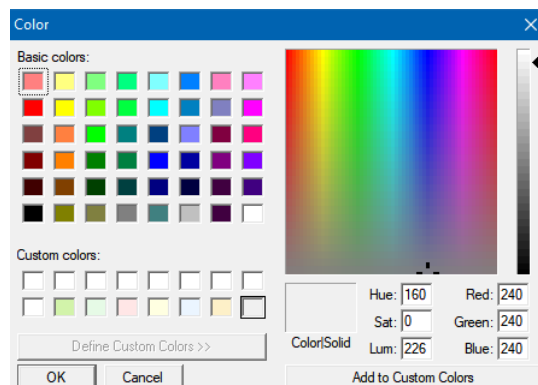 Color
Basic colors:
Custom colors:
Define Custom Colors >>
OK Cancel
Color|Solid
Hue: 160 Red: 240
Sat: 0 Green: 240
Lum: 226 Blue: 240
Add to Custom Colors